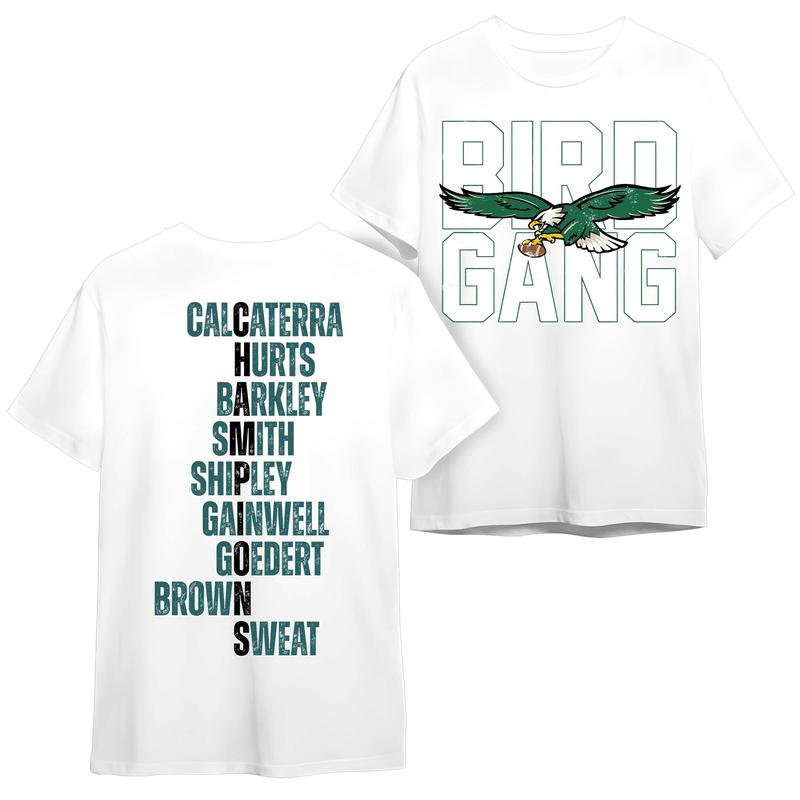 BIRD
GANG
CALCATERRA
HURTS
BARKLEY
SMITH
SHIPLEY
GAINWELL
GOEDERT
BROWN
SWEAT